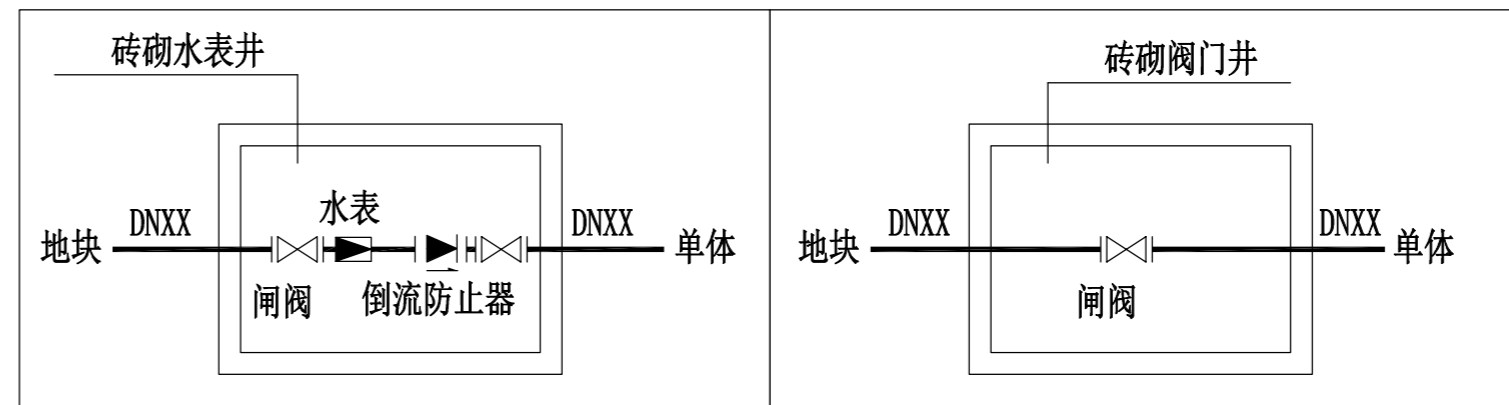 砖砌水表井
水表
地块 DNXX DNXX 单体
闸阀 倒流防止器
砖砌阀门井
地块 DNXX DNXX 单体
闸阀